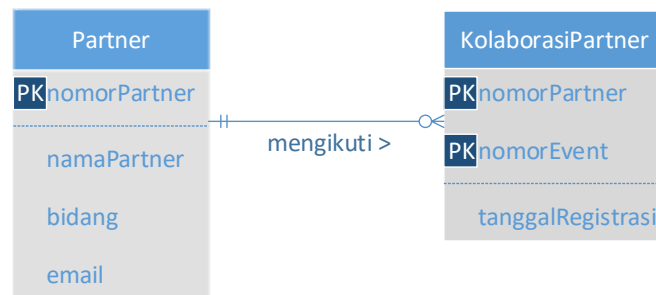 Partner
PK nomorPartner
namaPartner
bidang
email
mengikuti >
KolaborasiPartner
PK nomorPartner
PK nomorEvent
tanggalRegistrasi